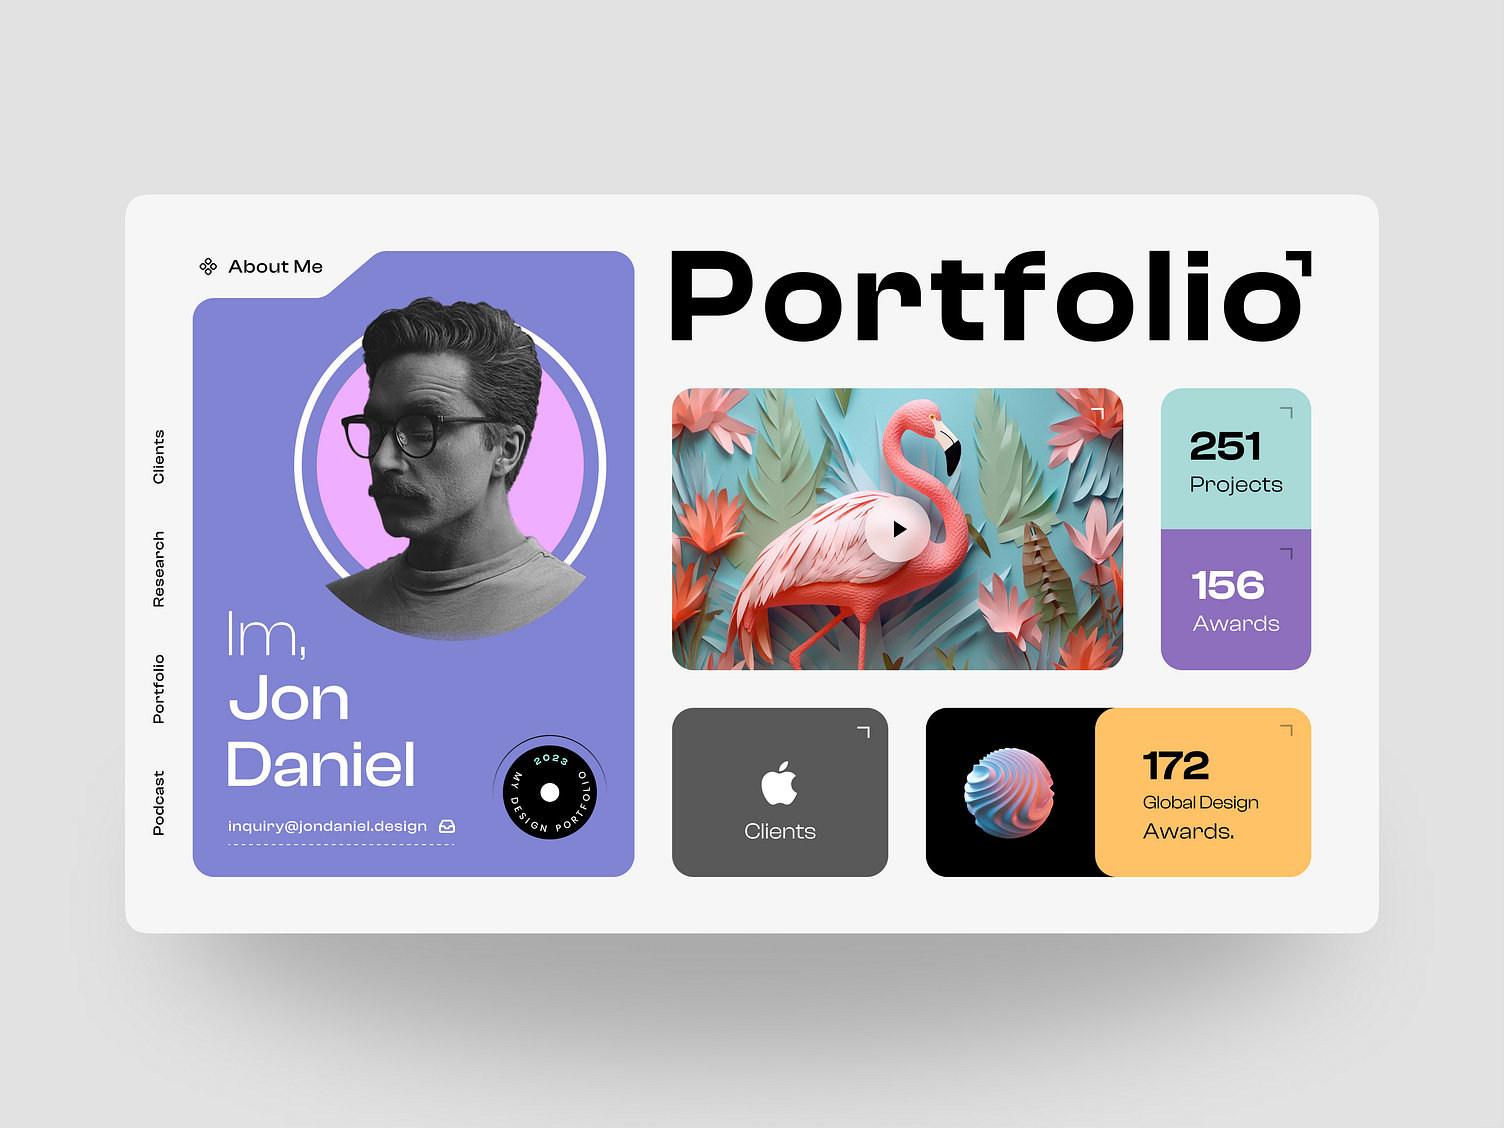 About Me
Portfolio
Clients
Research
Portfolio
Podcast
Im,
Jon
Daniel
inquiry@jondaniel.design
2023
MY DESIGN PORTFOLIO
251
Projects
156
Awards
Clients
172
Global Design
Awards.